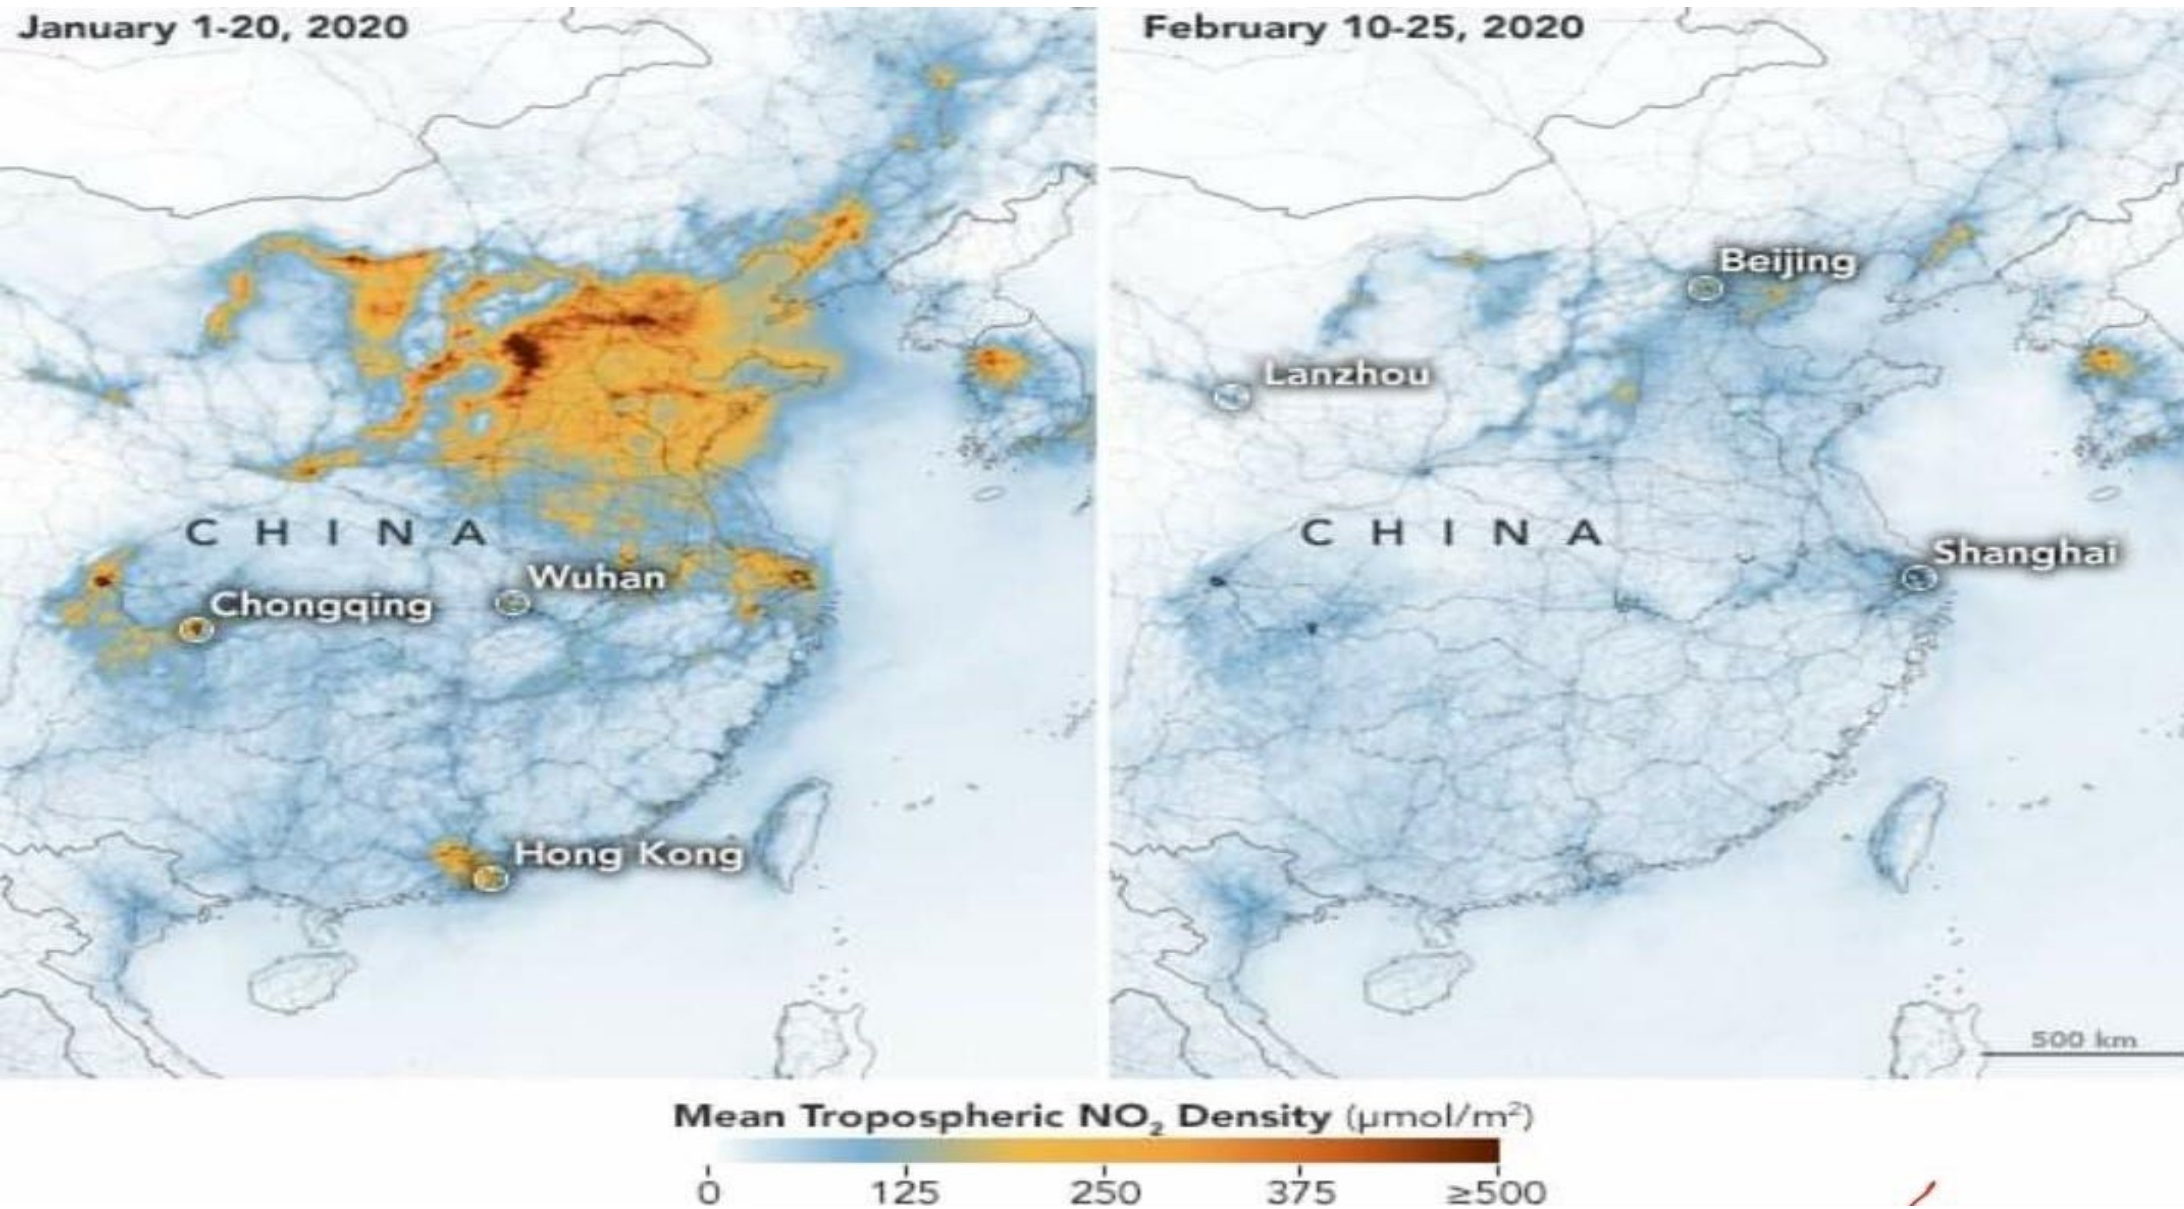 January 1-20, 2020
CHINA
Wuhan
Chongqing
Hong Kong
February 10-25, 2020
Beijing
Lanzhou
CHINA
Shanghai
500 km
Mean Tropospheric NO₂ Density (µmol/m²)
0 125 250 375 ≥500